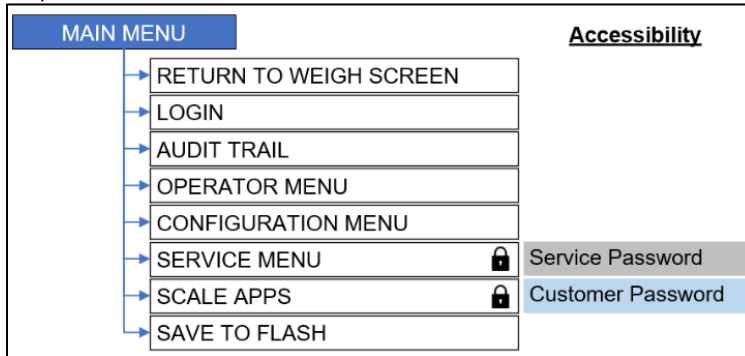 MAIN MENU Accessibility
RETURN TO WEIGH SCREEN
LOGIN
AUDIT TRAIL
OPERATOR MENU
CONFIGURATION MENU
SERVICE MENU Service Password
SCALE APPS Customer Password
SAVE TO FLASH